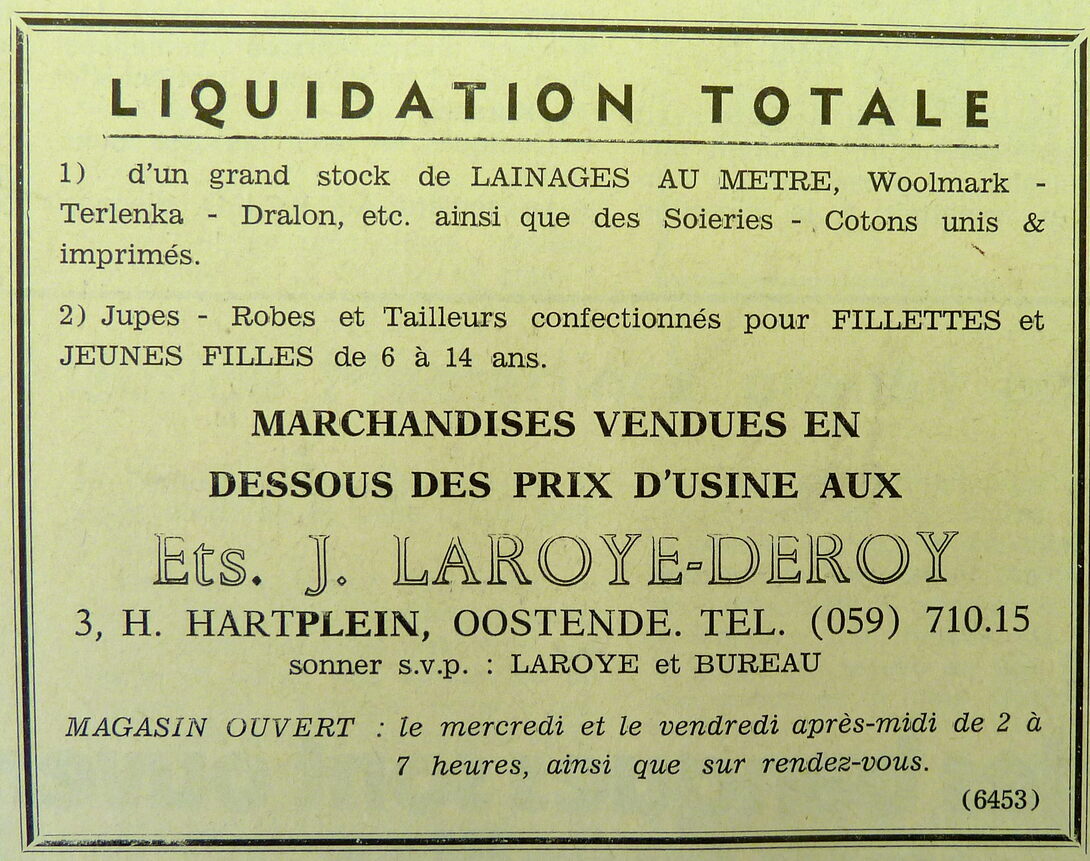 LIQUIDATION TOTALE
1) d'un grand stock de LAINAGES AU METRE, Woolmark -
Terlenka - Dralon, etc. ainsi que des Soieries - Cotons unis &
imprimés.
2) Jupes - Robes et Tailleurs confectionnés pour FILLETTES et
JEUNES FILLES de 6 à 14 ans.
MARCHANDISES VENDUES EN
DESSOUS DES PRIX D'USINE AUX
Ets. J. LAROYE-DEROY
3, H. HARTPLEIN, OOSTENDE. TEL. (059) 710.15
sonner s.v.p. : LAROYE et BUREAU
MAGASIN OUVERT : le mercredi et le vendredi après-midi de 2 à
7 heures, ainsi que sur rendez-vous.
(6453)